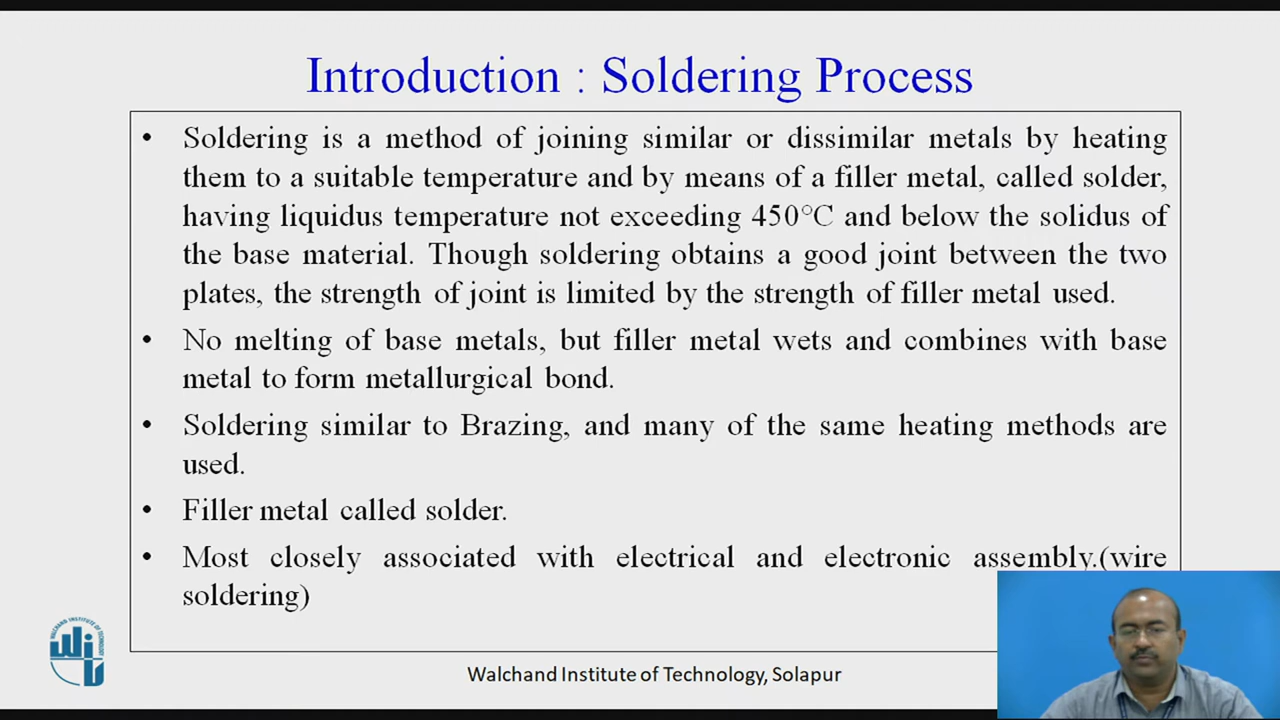 Introduction : Soldering Process
• Soldering is a method of joining similar or dissimilar metals by heating
them to a suitable temperature and by means of a filler metal, called solder,
having liquidus temperature not exceeding 450°C and below the solidus of
the base material. Though soldering obtains a good joint between the two
plates, the strength of joint is limited by the strength of filler metal used.
• No melting of base metals, but filler metal wets and combines with base
metal to form metallurgical bond.
• Soldering similar to Brazing, and many of the same heating methods are
used.
• Filler metal called solder.
• Most closely associated with electrical and electronic assembly.(wire
soldering)
WALCHAND INSTITUTE OF TECHNOLOGY
WIT
Walchand Institute of Technology, Solapur